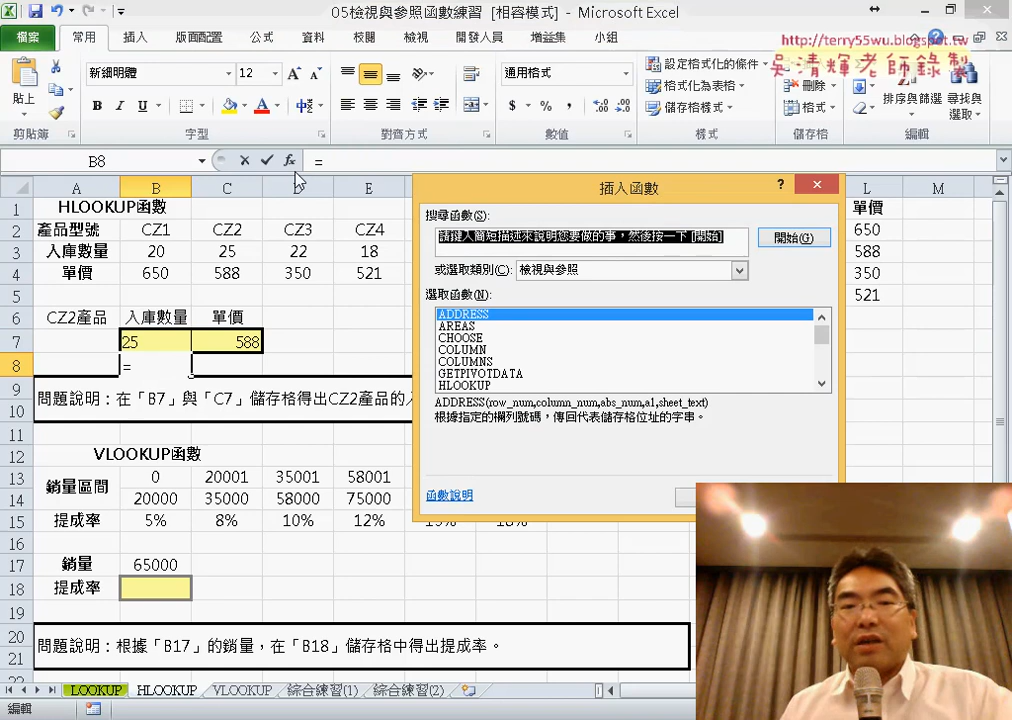 05檢視與參照函數練習 [相容模式] - Microsoft Excel
檔案 常用 插入 版面配置 公式 資料 校閱 檢視 開發人員 增益集 小組
http://terry55wu.blogspot.tw
吳清輝老師錄製
貼上 新細明體 12 通用格式 設定格式化的條件 格式化為表格 儲存格樣式 刪除 格式 排序與篩選 尋找與選取
剪貼簿 字型 對齊方式 數值 樣式 儲存格 編輯
B8 fx =
A B C D E L M
1 HLOOKUP函數 單價
2 產品型號 CZ1 CZ2 CZ3 CZ4 650
3 入庫數量 20 25 22 18 588
4 單價 650 588 350 521 350
5 521
6 CZ2產品 入庫數量 單價
7 25 588
8 =
9 問題說明:在「B7」與「C7」儲存格得出CZ2產品的
10
11
12 VLOOKUP函數
13 銷量區間 0 20001 35001 58001
14 20000 35000 58000 75000
15 提成率 5% 8% 10% 12%
16
17 銷量 65000
18 提成率
19
20 問題說明:根據「B17」的銷量,在「B18」儲存格中得出提成率。
21
插入函數
搜尋函數(S):
請鍵入簡短描述來說明您要做的事,然後按一下 [開始]
開始(G)
或選取類別(C): 檢視與參照
選取函數(N):
ADDRESS
AREAS
CHOOSE
COLUMN
COLUMNS
GETPIVOTDATA
HLOOKUP
ADDRESS(row_num,column_num,abs_num,a1,sheet_text)
根據指定的欄列號碼,傳回代表儲存格位址的字串。
函數說明
LOOKUP HLOOKUP VLOOKUP 綜合練習(1) 綜合練習(2)
編輯